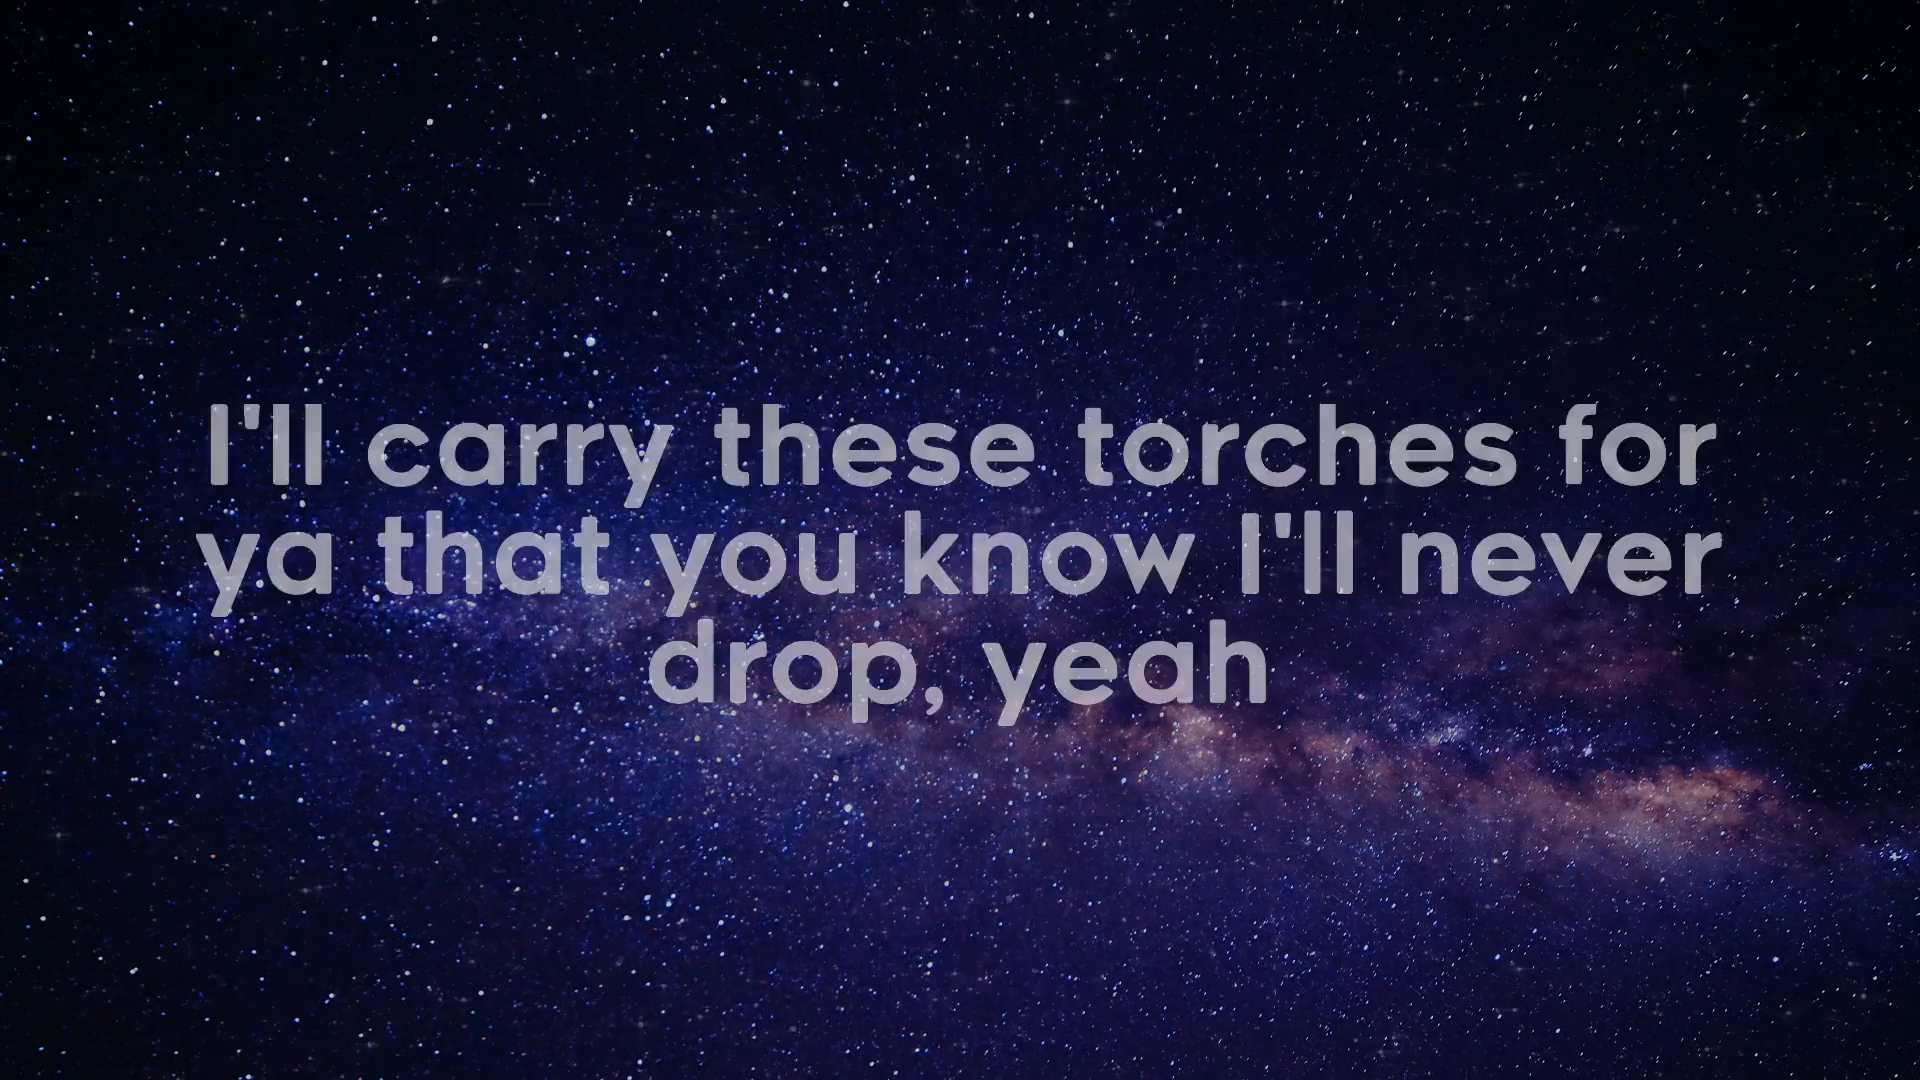 I'll carry these torches for
ya that you know I'll never
drop, yeah